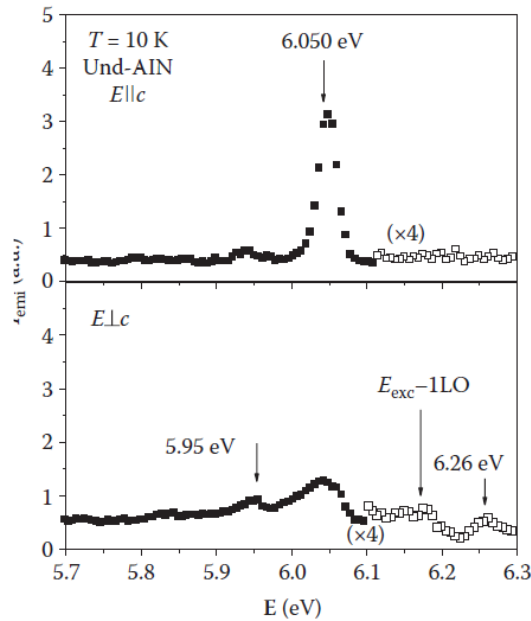 5
T = 10 K
6.050 eV
Und-AlN
4
E||c
3
2
(×4)
1
0
I_emi (a.u.)
E⊥c
4
E_exc–1LO
3
5.95 eV
6.26 eV
2
1
(×4)
0
5.7 5.8 5.9 6.0 6.1 6.2 6.3
E (eV)